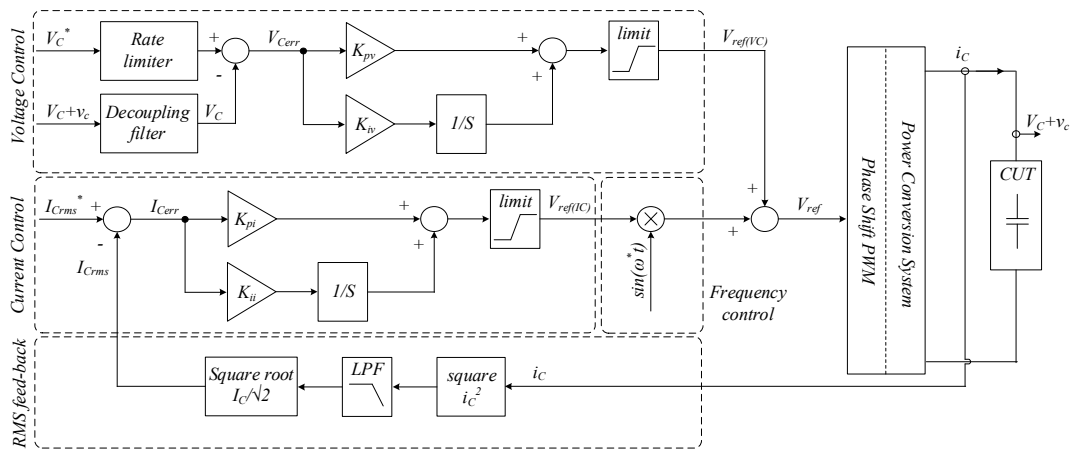 Voltage Control
V_C^*
Rate
limiter
+
-
V_Cerr
K_pv
+
+
limit
V_ref(VC)
V_C+v_c
Decoupling
filter
V_C
K_iv
1/S
Current Control
I_Crms^*
+
-
I_Cerr
K_pi
+
+
limit
V_ref(IC)
I_Crms
K_ii
1/S
×
sin(ω^* t)
Frequency
control
+
+
V_ref
Phase Shift PWM
Power Conversion System
i_C
V_C+v_c
CUT
RMS feed-back
Square root
I_C/√2
LPF
square
i_C^2
i_C